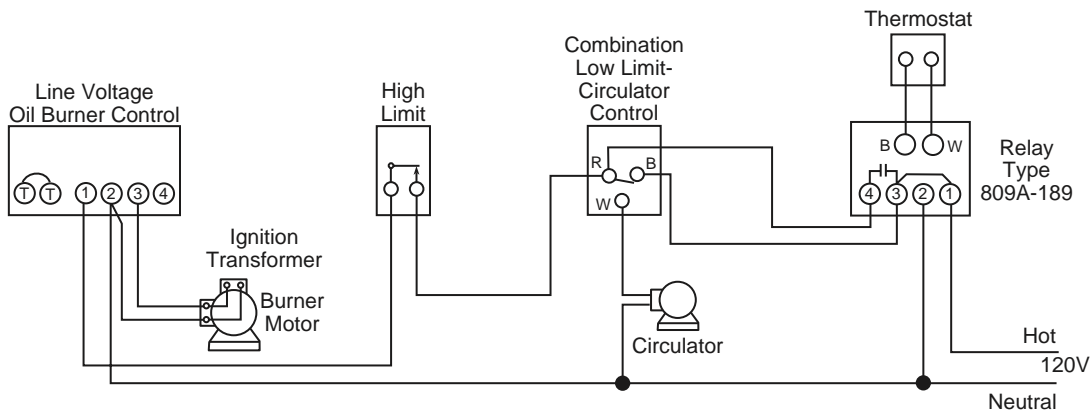 Line Voltage
Oil Burner Control
T T 1 2 3 4
Ignition
Transformer
Burner
Motor
High
Limit
Combination
Low Limit-
Circulator
Control
R B
W
Circulator
Thermostat
B W
4 3 2 1
Relay
Type
809A-189
Hot
120V
Neutral